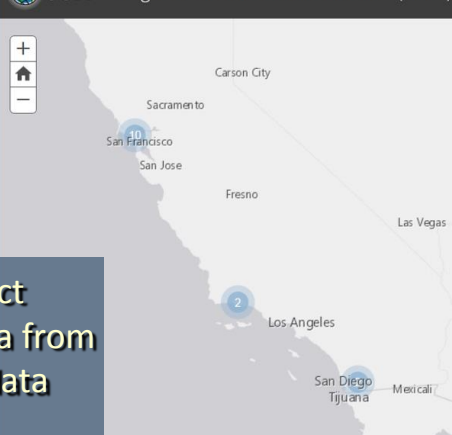 +
−
Carson City
Sacramento
10
San Francisco
San Jose
Fresno
Las Vegas
2
Los Angeles
San Diego
Tijuana
Mexicali
ct
a from
ata